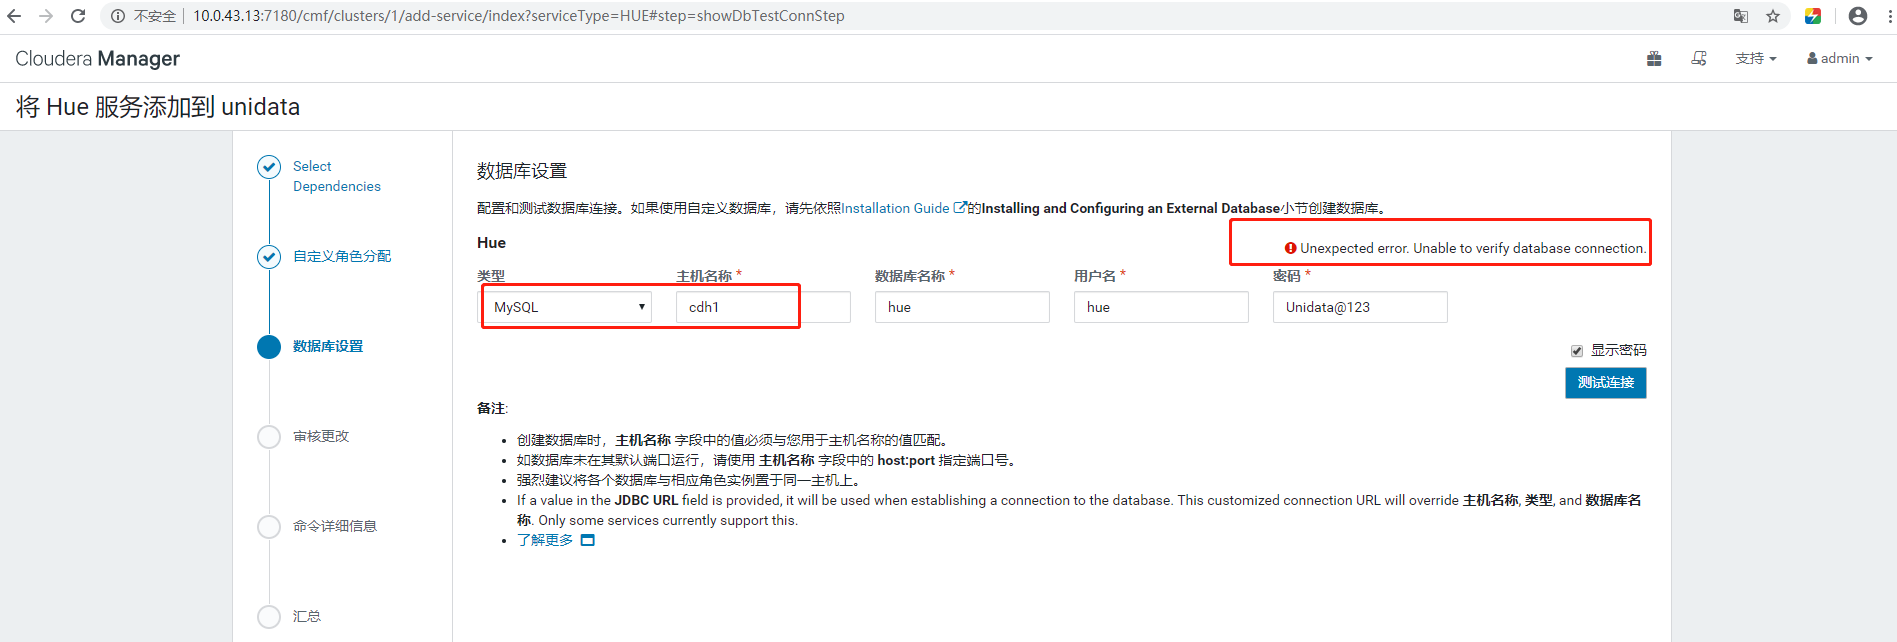 不安全 10.0.43.13:7180/cmf/clusters/1/add-service/index?serviceType=HUE#step=showDbTestConnStep
Cloudera Manager
支持
admin
将 Hue 服务添加到 unidata
Select
Dependencies
自定义角色分配
数据库设置
审核更改
命令详细信息
汇总
数据库设置
配置和测试数据库连接。如果使用自定义数据库，请先依照Installation Guide 的Installing and Configuring an External Database小节创建数据库。
Hue
Unexpected error. Unable to verify database connection.
类型 主机名称 * 数据库名称 * 用户名 * 密码 *
MySQL cdh1 hue hue Unidata@123
显示密码
测试连接
备注:
• 创建数据库时，主机名称 字段中的值必须与您用于主机名称的值匹配。
• 如数据库未在其默认端口运行，请使用 主机名称 字段中的 host:port 指定端口号。
• 强烈建议将各个数据库与相应角色实例置于同一主机上。
• If a value in the JDBC URL field is provided, it will be used when establishing a connection to the database. This customized connection URL will override 主机名称, 类型, and 数据库名
称. Only some services currently support this.
• 了解更多